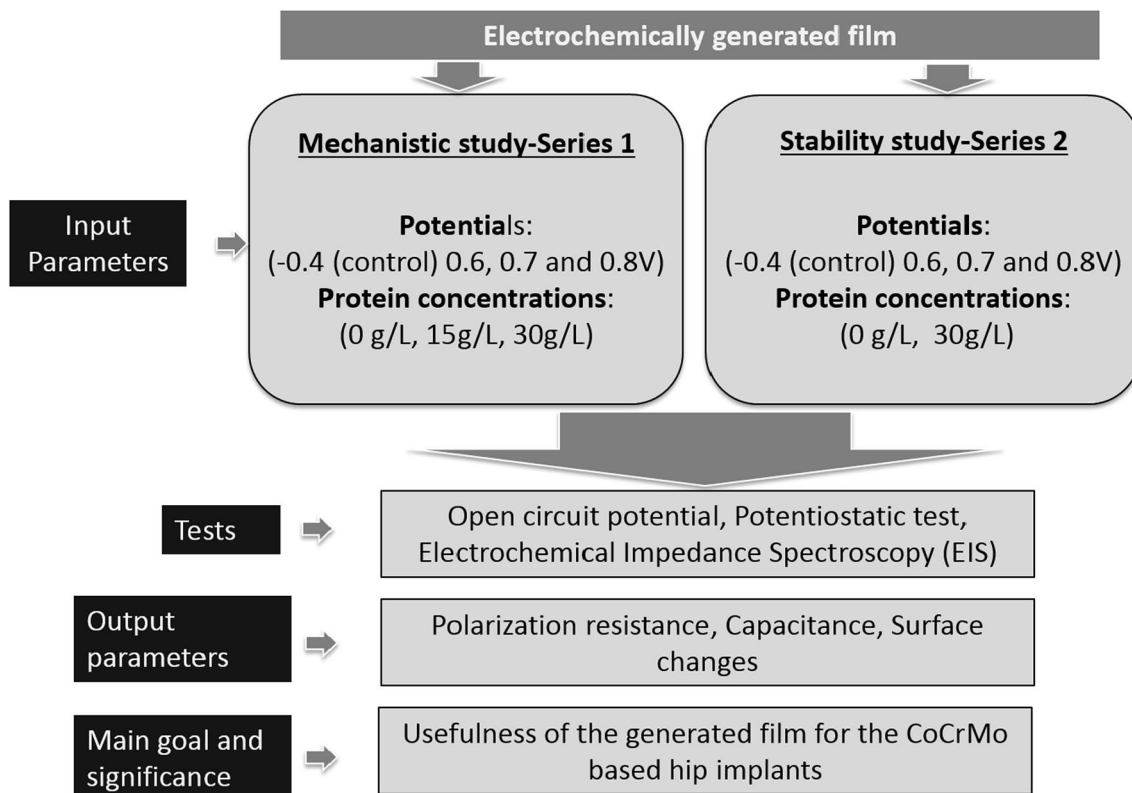 Electrochemically generated film
Mechanistic study-Series 1
Potentials:
(-0.4 (control) 0.6, 0.7 and 0.8V)
Protein concentrations:
(0 g/L, 15g/L, 30g/L)
Stability study-Series 2
Potentials:
(-0.4 (control) 0.6, 0.7 and 0.8V)
Protein concentrations:
(0 g/L,  30g/L)
Input
Parameters
Tests
Open circuit potential, Potentiostatic test,
Electrochemical Impedance Spectroscopy (EIS)
Output
parameters
Polarization resistance, Capacitance, Surface
changes
Main goal and
significance
Usefulness of the generated film for the CoCrMo
based hip implants